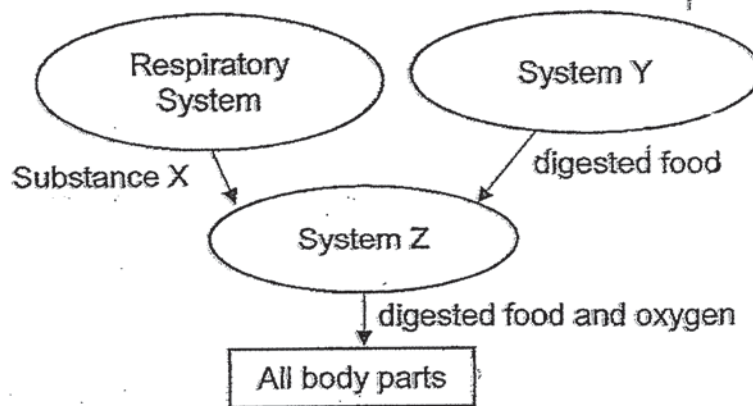 Respiratory
System
System Y
Substance X
digested food
System Z
digested food and oxygen
All body parts